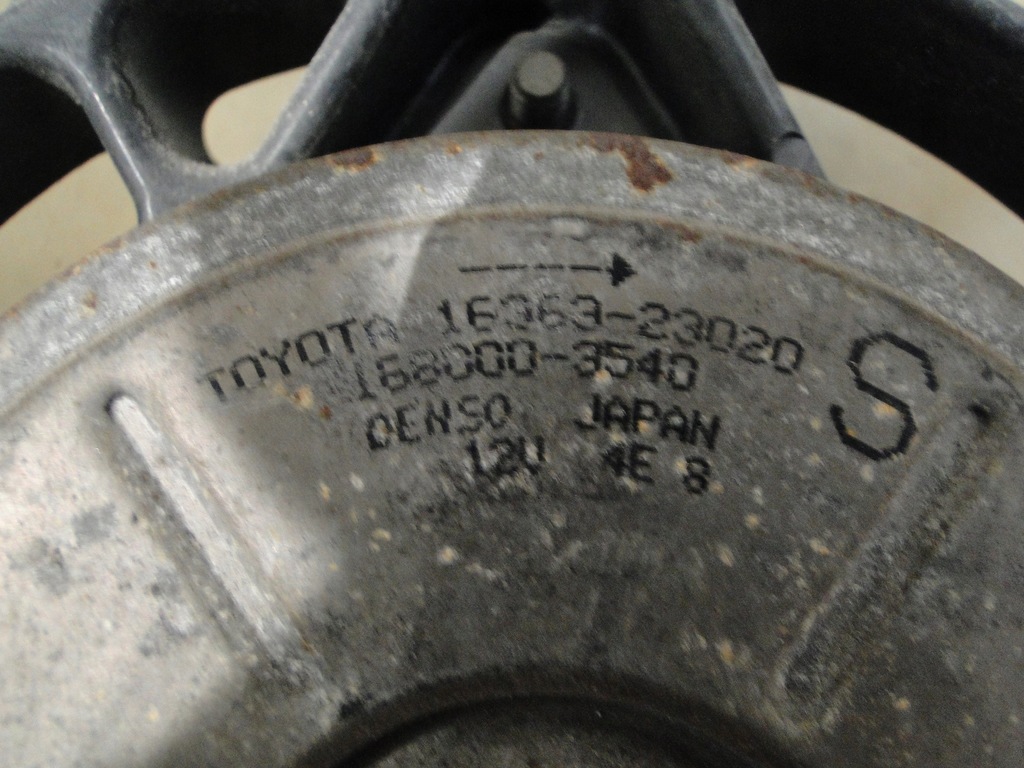 TOYOTA 16363-23020
168000-3540
DENSO JAPAN
12V 4E 8
S